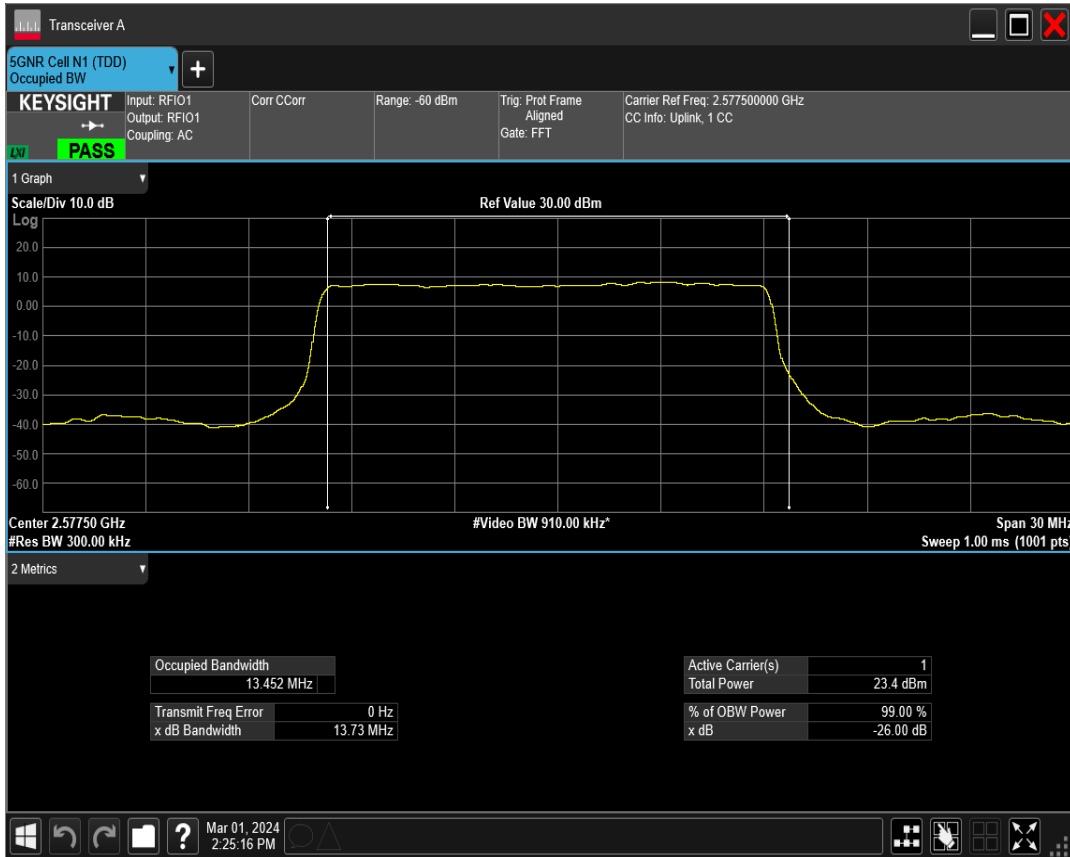 Transceiver A
5GNR Cell N1 (TDD)
Occupied BW
+
KEYSIGHT
LXI
PASS
Input: RFIO1
Output: RFIO1
Coupling: AC
Corr CCorr
Range: -60 dBm
Trig: Prot Frame
Aligned
Gate: FFT
Carrier Ref Freq: 2.577500000 GHz
CC Info: Uplink, 1 CC
1 Graph
Scale/Div 10.0 dB
Ref Value 30.00 dBm
Log
20.0
10.0
0.00
-10.0
-20.0
-30.0
-40.0
-50.0
-60.0
Center 2.57750 GHz
#Video BW 910.00 kHz*
Span 30 MHz
#Res BW 300.00 kHz
Sweep 1.00 ms (1001 pts)
2 Metrics
Occupied Bandwidth
13.452 MHz
Transmit Freq Error 0 Hz
x dB Bandwidth 13.73 MHz
Active Carrier(s) 1
Total Power 23.4 dBm
% of OBW Power 99.00 %
x dB -26.00 dB
?
Mar 01, 2024
2:25:16 PM